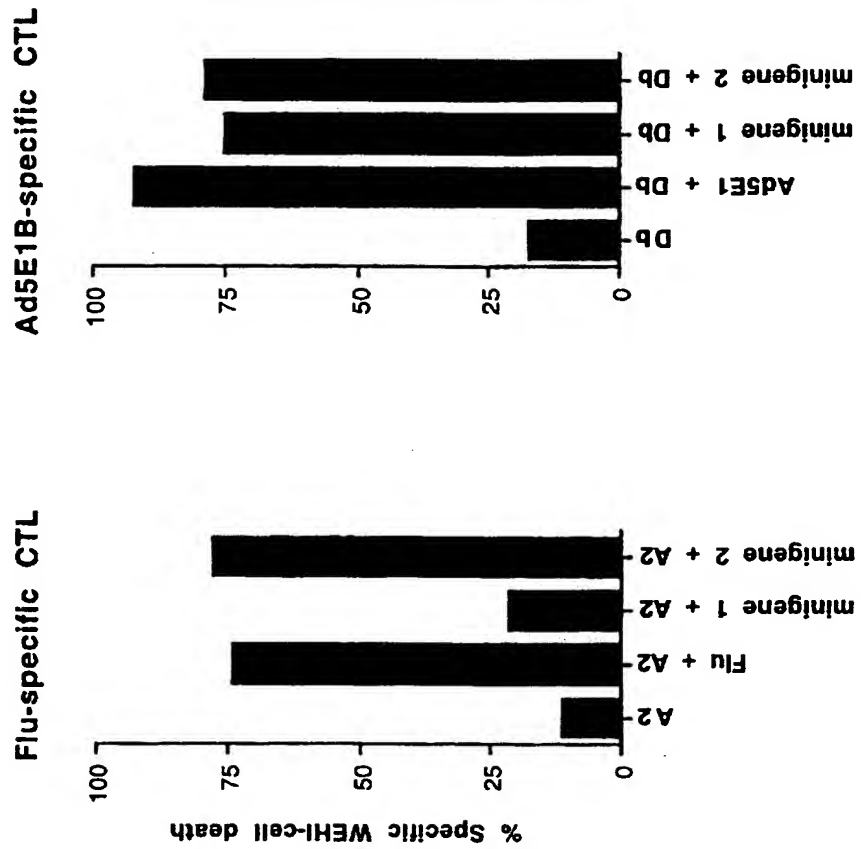 Flu-specific CTL
% Specific WEHI-cell death
100
75
50
25
0
A2
Flu + A2
minigene 1 + A2
minigene 2 + A2
Ad5E1B-specific CTL
100
75
50
25
0
Db
Ad5E1 + Db
minigene 1 + Db
minigene 2 + Db